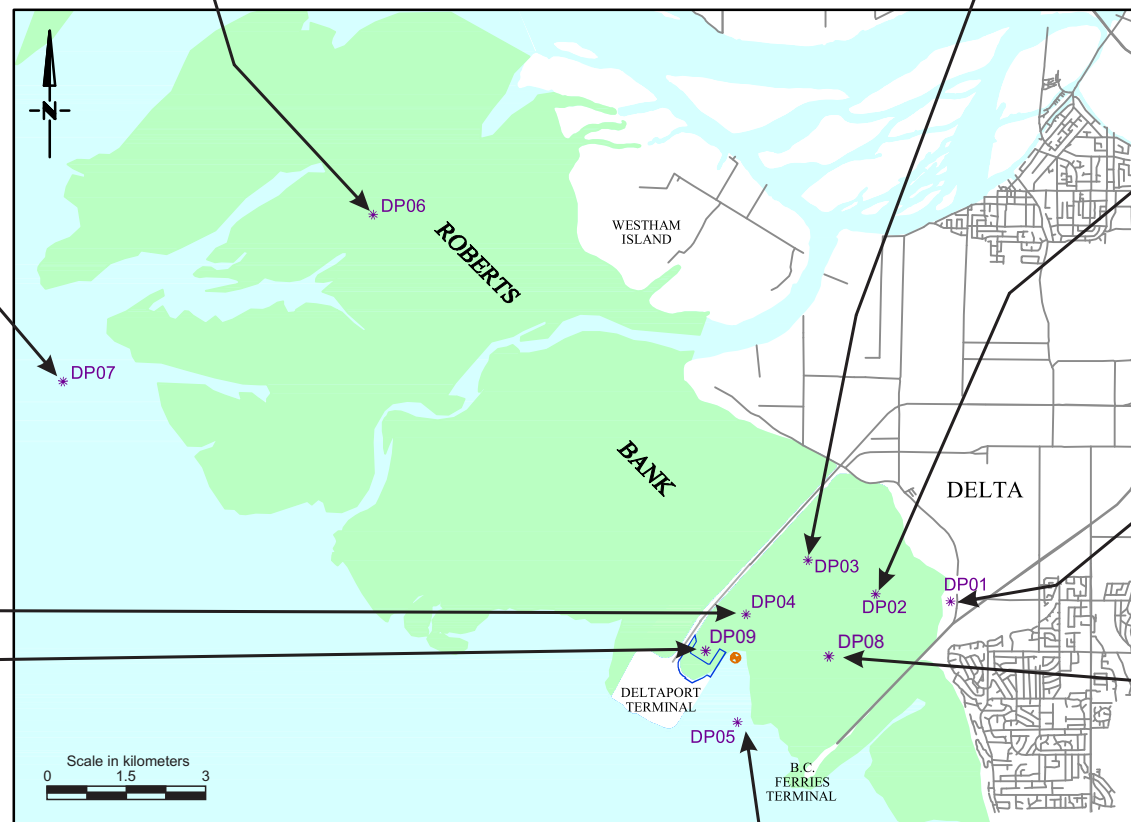 N
DP06
WESTHAM
ISLAND
ROBERTS
DP07
BANK
DELTA
DP03
DP01
DP02
DP04
DP09
DP08
DELTAPORT
TERMINAL
DP05
Scale in kilometers
0 1.5 3
B.C.
FERRIES
TERMINAL